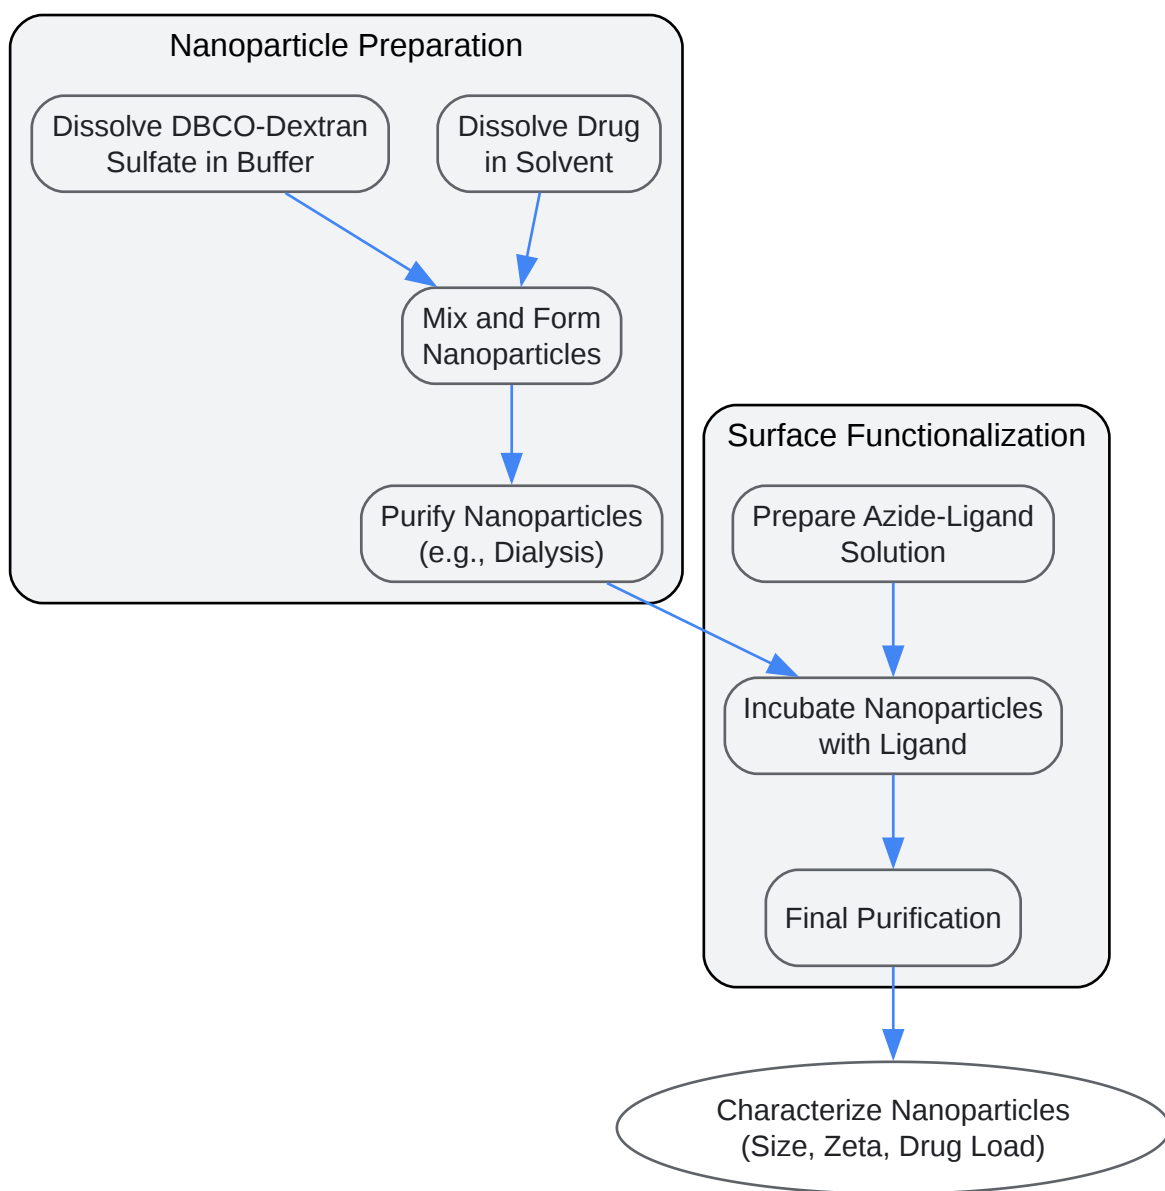 Nanoparticle Preparation
Dissolve DBCO-Dextran
Sulfate in Buffer
Dissolve Drug
in Solvent
Mix and Form
Nanoparticles
Purify Nanoparticles
(e.g., Dialysis)
Surface Functionalization
Prepare Azide-Ligand
Solution
Incubate Nanoparticles
with Ligand
Final Purification
Characterize Nanoparticles
(Size, Zeta, Drug Load)